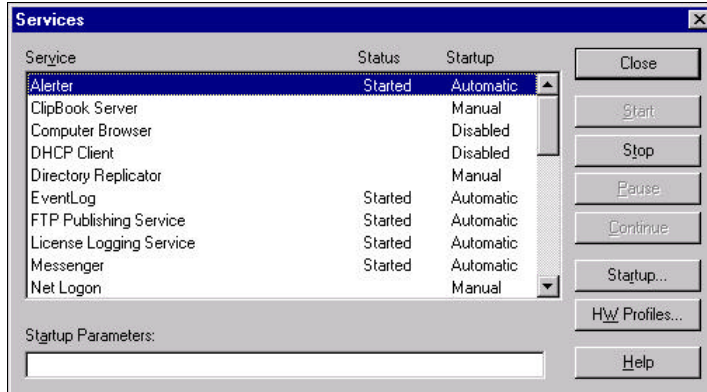 Services
Service Status Startup
Alerter Started Automatic
ClipBook Server Manual
Computer Browser Disabled
DHCP Client Disabled
Directory Replicator Manual
EventLog Started Automatic
FTP Publishing Service Started Automatic
License Logging Service Started Automatic
Messenger Started Automatic
Net Logon Manual
Startup Parameters:
Close
Start
Stop
Pause
Continue
Startup...
HW Profiles...
Help